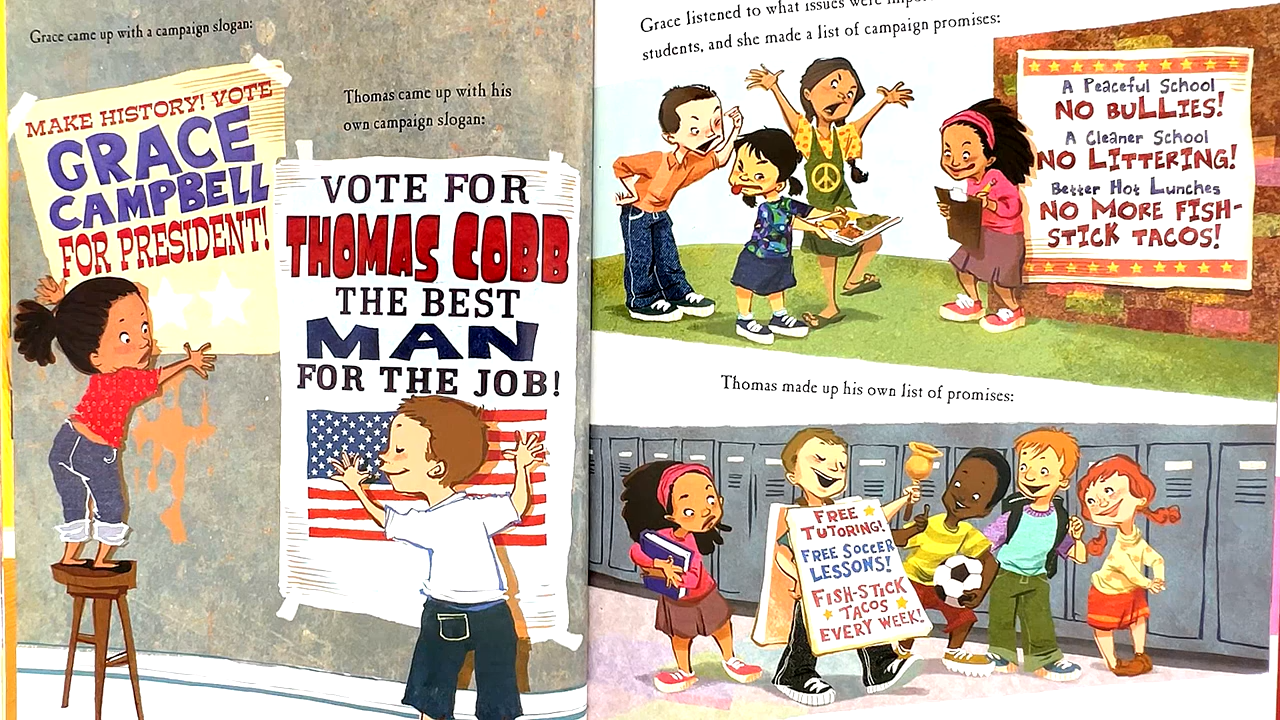 Grace came up with a campaign slogan:
MAKE HISTORY! VOTE
GRACE
CAMPBELL
FOR PRESIDENT!
Thomas came up with his
own campaign slogan:
VOTE FOR
THOMAS COBB
THE BEST
MAN
FOR THE JOB!
Grace listened to what issues were
students, and she made a list of campaign promises:
A Peaceful School
NO BULLIES!
A Cleaner School
NO LITTERING!
Better Hot Lunches
NO MORE FISH-
STICK TACOS!
Thomas made up his own list of promises:
FREE
TUTORING!
FREE SOCCER
LESSONS!
FISH-STICK
TACOS
EVERY WEEK!